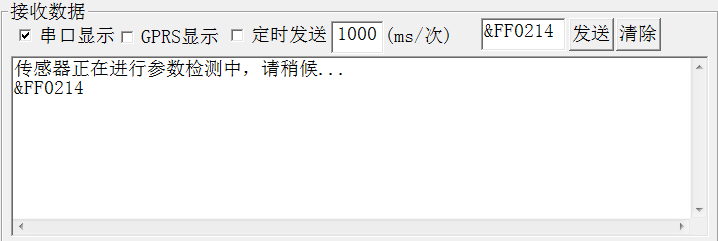 接收数据
串口显示 GPRS显示 定时发送 1000 (ms/次) &FF0214 发送 清除
传感器正在进行参数检测中，请稍候...
&FF0214